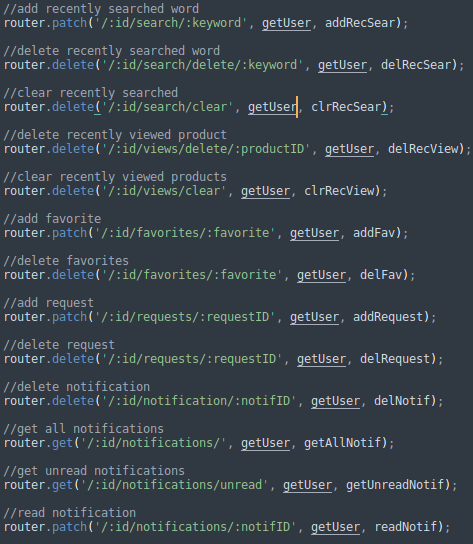 //add recently searched word
router.patch('/:id/search/:keyword', getUser, addRecSear);
//delete recently searched word
router.delete('/:id/search/delete/:keyword', getUser, delRecSear);
//clear recently searched
router.delete('/:id/search/clear', getUser, clrRecSear);
//delete recently viewed product
router.delete('/:id/views/delete/:productID', getUser, delRecView);
//clear recently viewed products
router.delete('/:id/views/clear', getUser, clrRecView);
//add favorite
router.patch('/:id/favorites/:favorite', getUser, addFav);
//delete favorites
router.delete('/:id/favorites/:favorite', getUser, delFav);
//add request
router.patch('/:id/requests/:requestID', getUser, addRequest);
//delete request
router.delete('/:id/requests/:requestID', getUser, delRequest);
//delete notification
router.delete('/:id/notification/:notifID', getUser, delNotif);
//get all notifications
router.get('/:id/notifications/', getUser, getAllNotif);
//get unread notifications
router.get('/:id/notifications/unread', getUser, getUnreadNotif);
//read notification
router.patch('/:id/notifications/:notifID', getUser, readNotif);